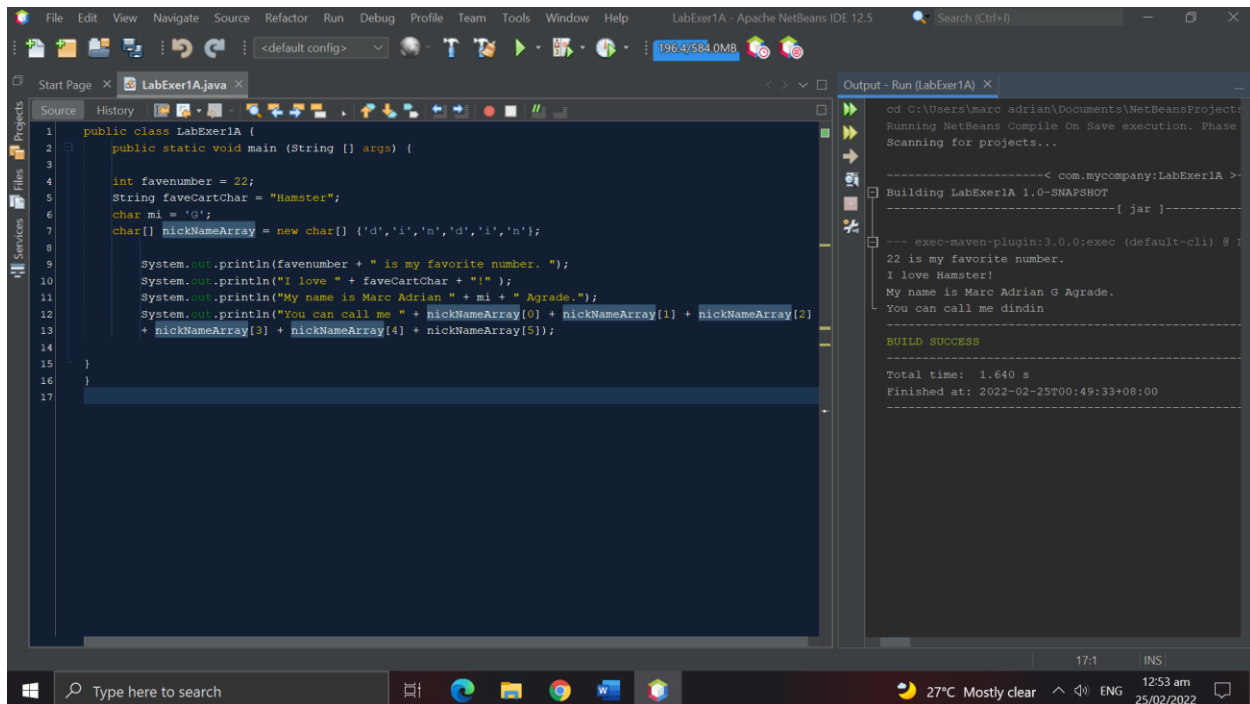 File Edit View Navigate Source Refactor Run Debug Profile Team Tools Window Help LabExer1A - Apache NetBeans IDE 12.5 Search (Ctrl+I)
<default config> 196.4/584.0MB
Start Page LabExer1A.java
Source History
Projects
Files
Services
1 public class LabExer1A {
2 public static void main (String [] args) {
3
4 int favenumber = 22;
5 String faveCartChar = "Hamster";
6 char mi = 'G';
7 char[] nickNameArray = new char[] {'d','i','n','d','i','n'};
8
9 System.out.println(favenumber + " is my favorite number. ");
10 System.out.println("I love " + faveCartChar + "!" );
11 System.out.println("My name is Marc Adrian " + mi + " Agrade.");
12 System.out.println("You can call me " + nickNameArray[0] + nickNameArray[1] + nickNameArray[2]
13 + nickNameArray[3] + nickNameArray[4] + nickNameArray[5]);
14
15 }
16 }
17
Output - Run (LabExer1A)
cd C:\Users\marc adrian\Documents\NetBeansProjects
Running NetBeans Compile On Save execution. Phase
Scanning for projects...
----------------------< com.mycompany:LabExer1A >-
Building LabExer1A 1.0-SNAPSHOT
--------------------------------[ jar ]-----------
--- exec-maven-plugin:3.0.0:exec (default-cli) @
22 is my favorite number.
I love Hamster!
My name is Marc Adrian G Agrade.
You can call me dindin
BUILD SUCCESS
Total time: 1.640 s
Finished at: 2022-02-25T00:49:33+08:00
17:1 INS
Type here to search
27°C Mostly clear ENG
12:53 am
25/02/2022